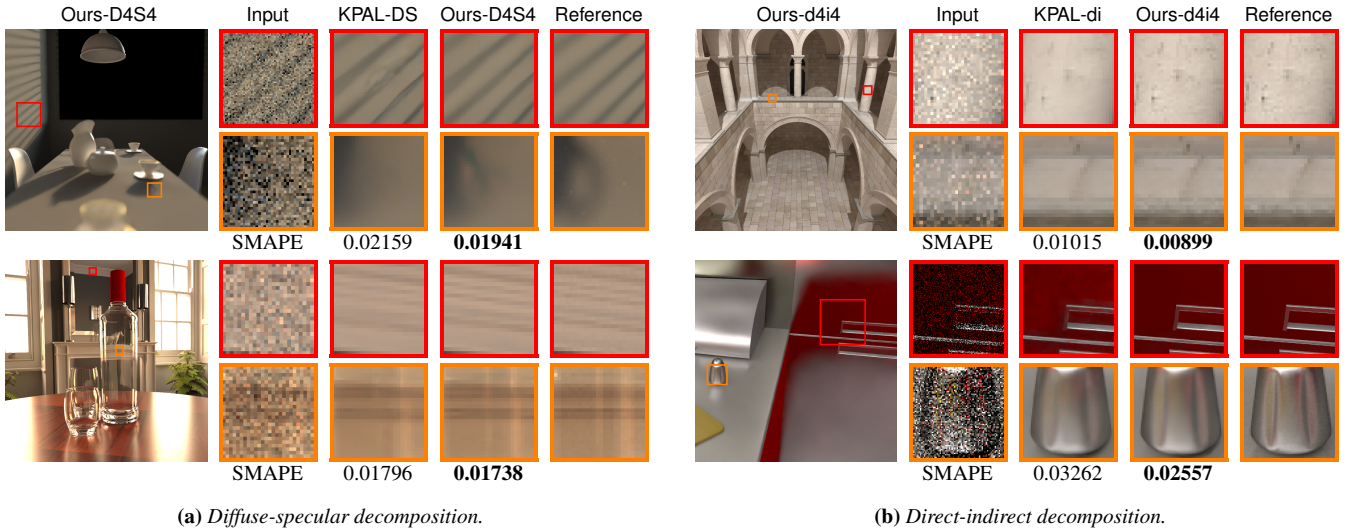 Ours-D4S4 Input KPAL-DS Ours-D4S4 Reference
SMAPE 0.02159 0.01941
SMAPE 0.01796 0.01738
(a) Diffuse-specular decomposition.
Ours-d4i4 Input KPAL-di Ours-d4i4 Reference
SMAPE 0.01015 0.00899
SMAPE 0.03262 0.02557
(b) Direct-indirect decomposition.